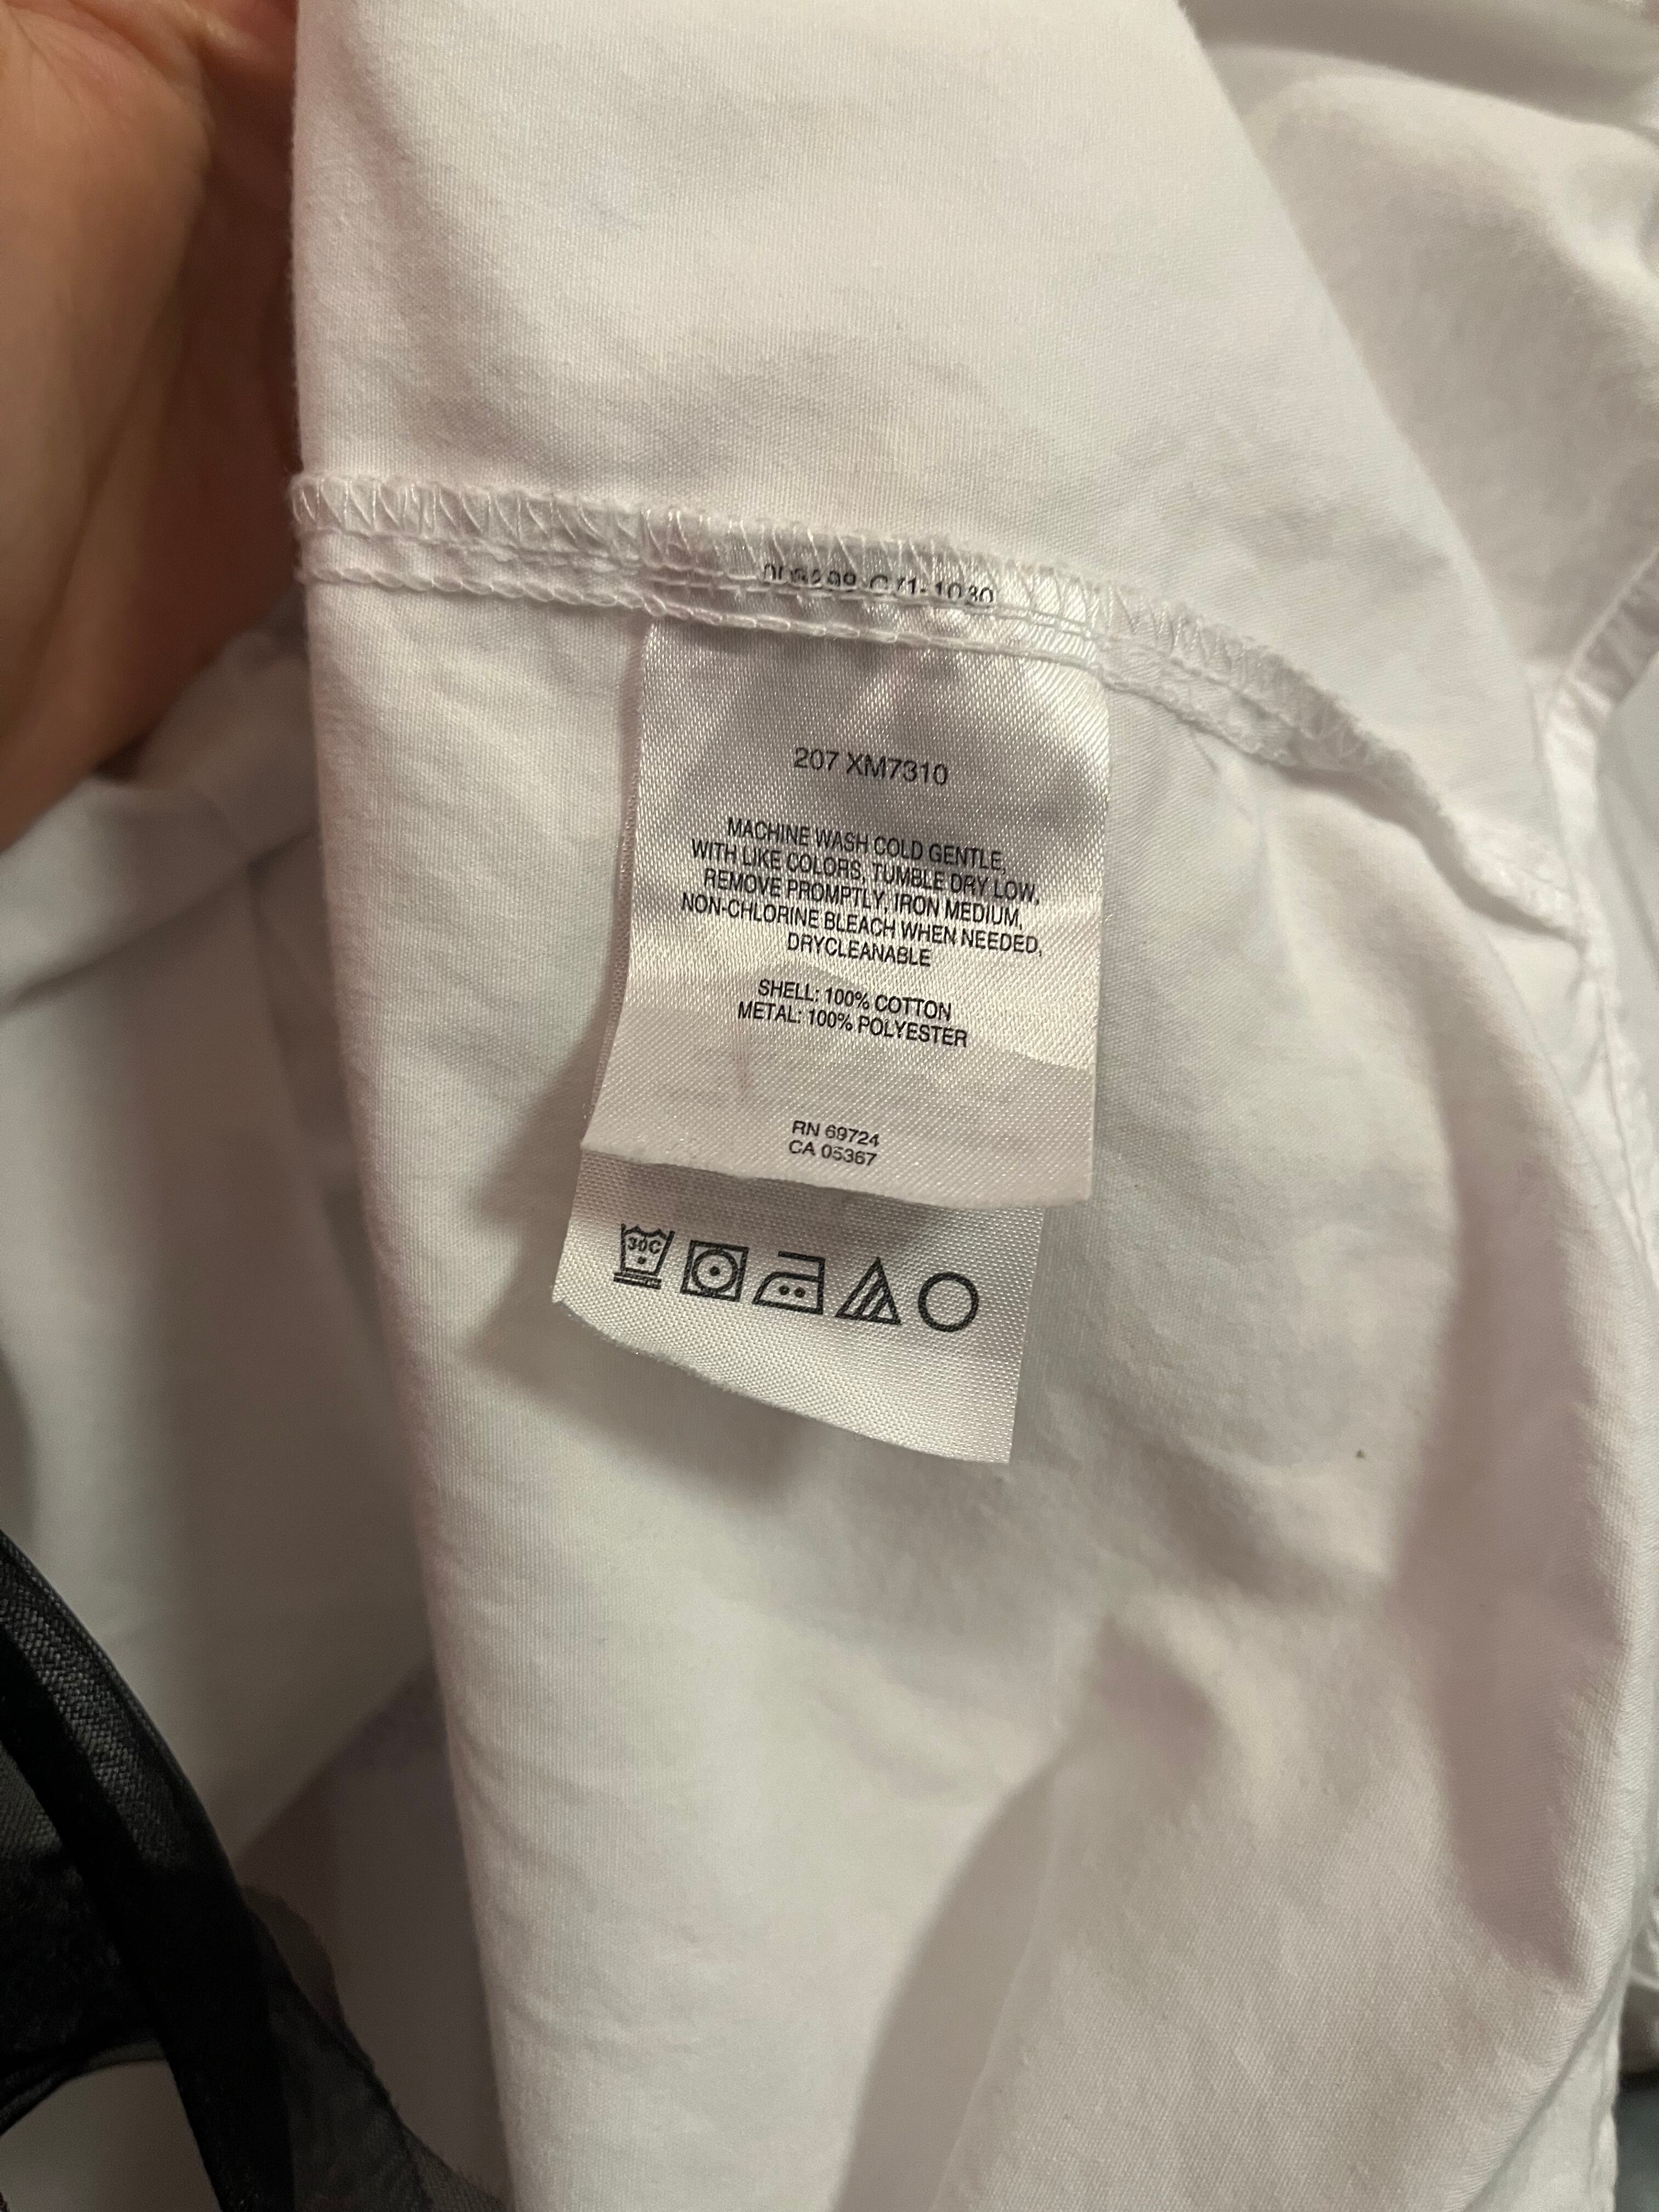 207 XM7310
MACHINE WASH COLD GENTLE,
WITH LIKE COLORS, TUMBLE DRY LOW,
REMOVE PROMPTLY, IRON MEDIUM,
NON-CHLORINE BLEACH WHEN NEEDED,
DRYCLEANABLE
SHELL: 100% COTTON
METAL: 100% POLYESTER
RN 69724
CA 05367
30C